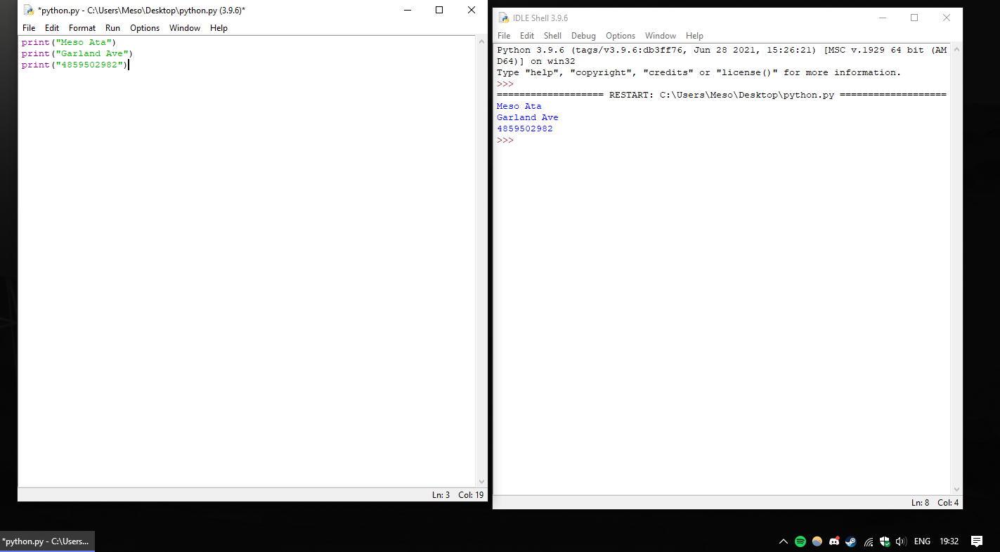 *python.py - C:\Users\Meso\Desktop\python.py (3.9.6)*
File Edit Format Run Options Window Help
print("Meso Ata")
print("Garland Ave")
print("4859502982")
Ln: 3 Col: 19
IDLE Shell 3.9.6
File Edit Shell Debug Options Window Help
Python 3.9.6 (tags/v3.9.6:db3ff76, Jun 28 2021, 15:26:21) [MSC v.1929 64 bit (AM
D64)] on win32
Type "help", "copyright", "credits" or "license()" for more information.
>>>
=================== RESTART: C:\Users\Meso\Desktop\python.py ===================
Meso Ata
Garland Ave
4859502982
>>>
Ln: 8 Col: 4
*python.py - C:\Users...
ENG 19:32